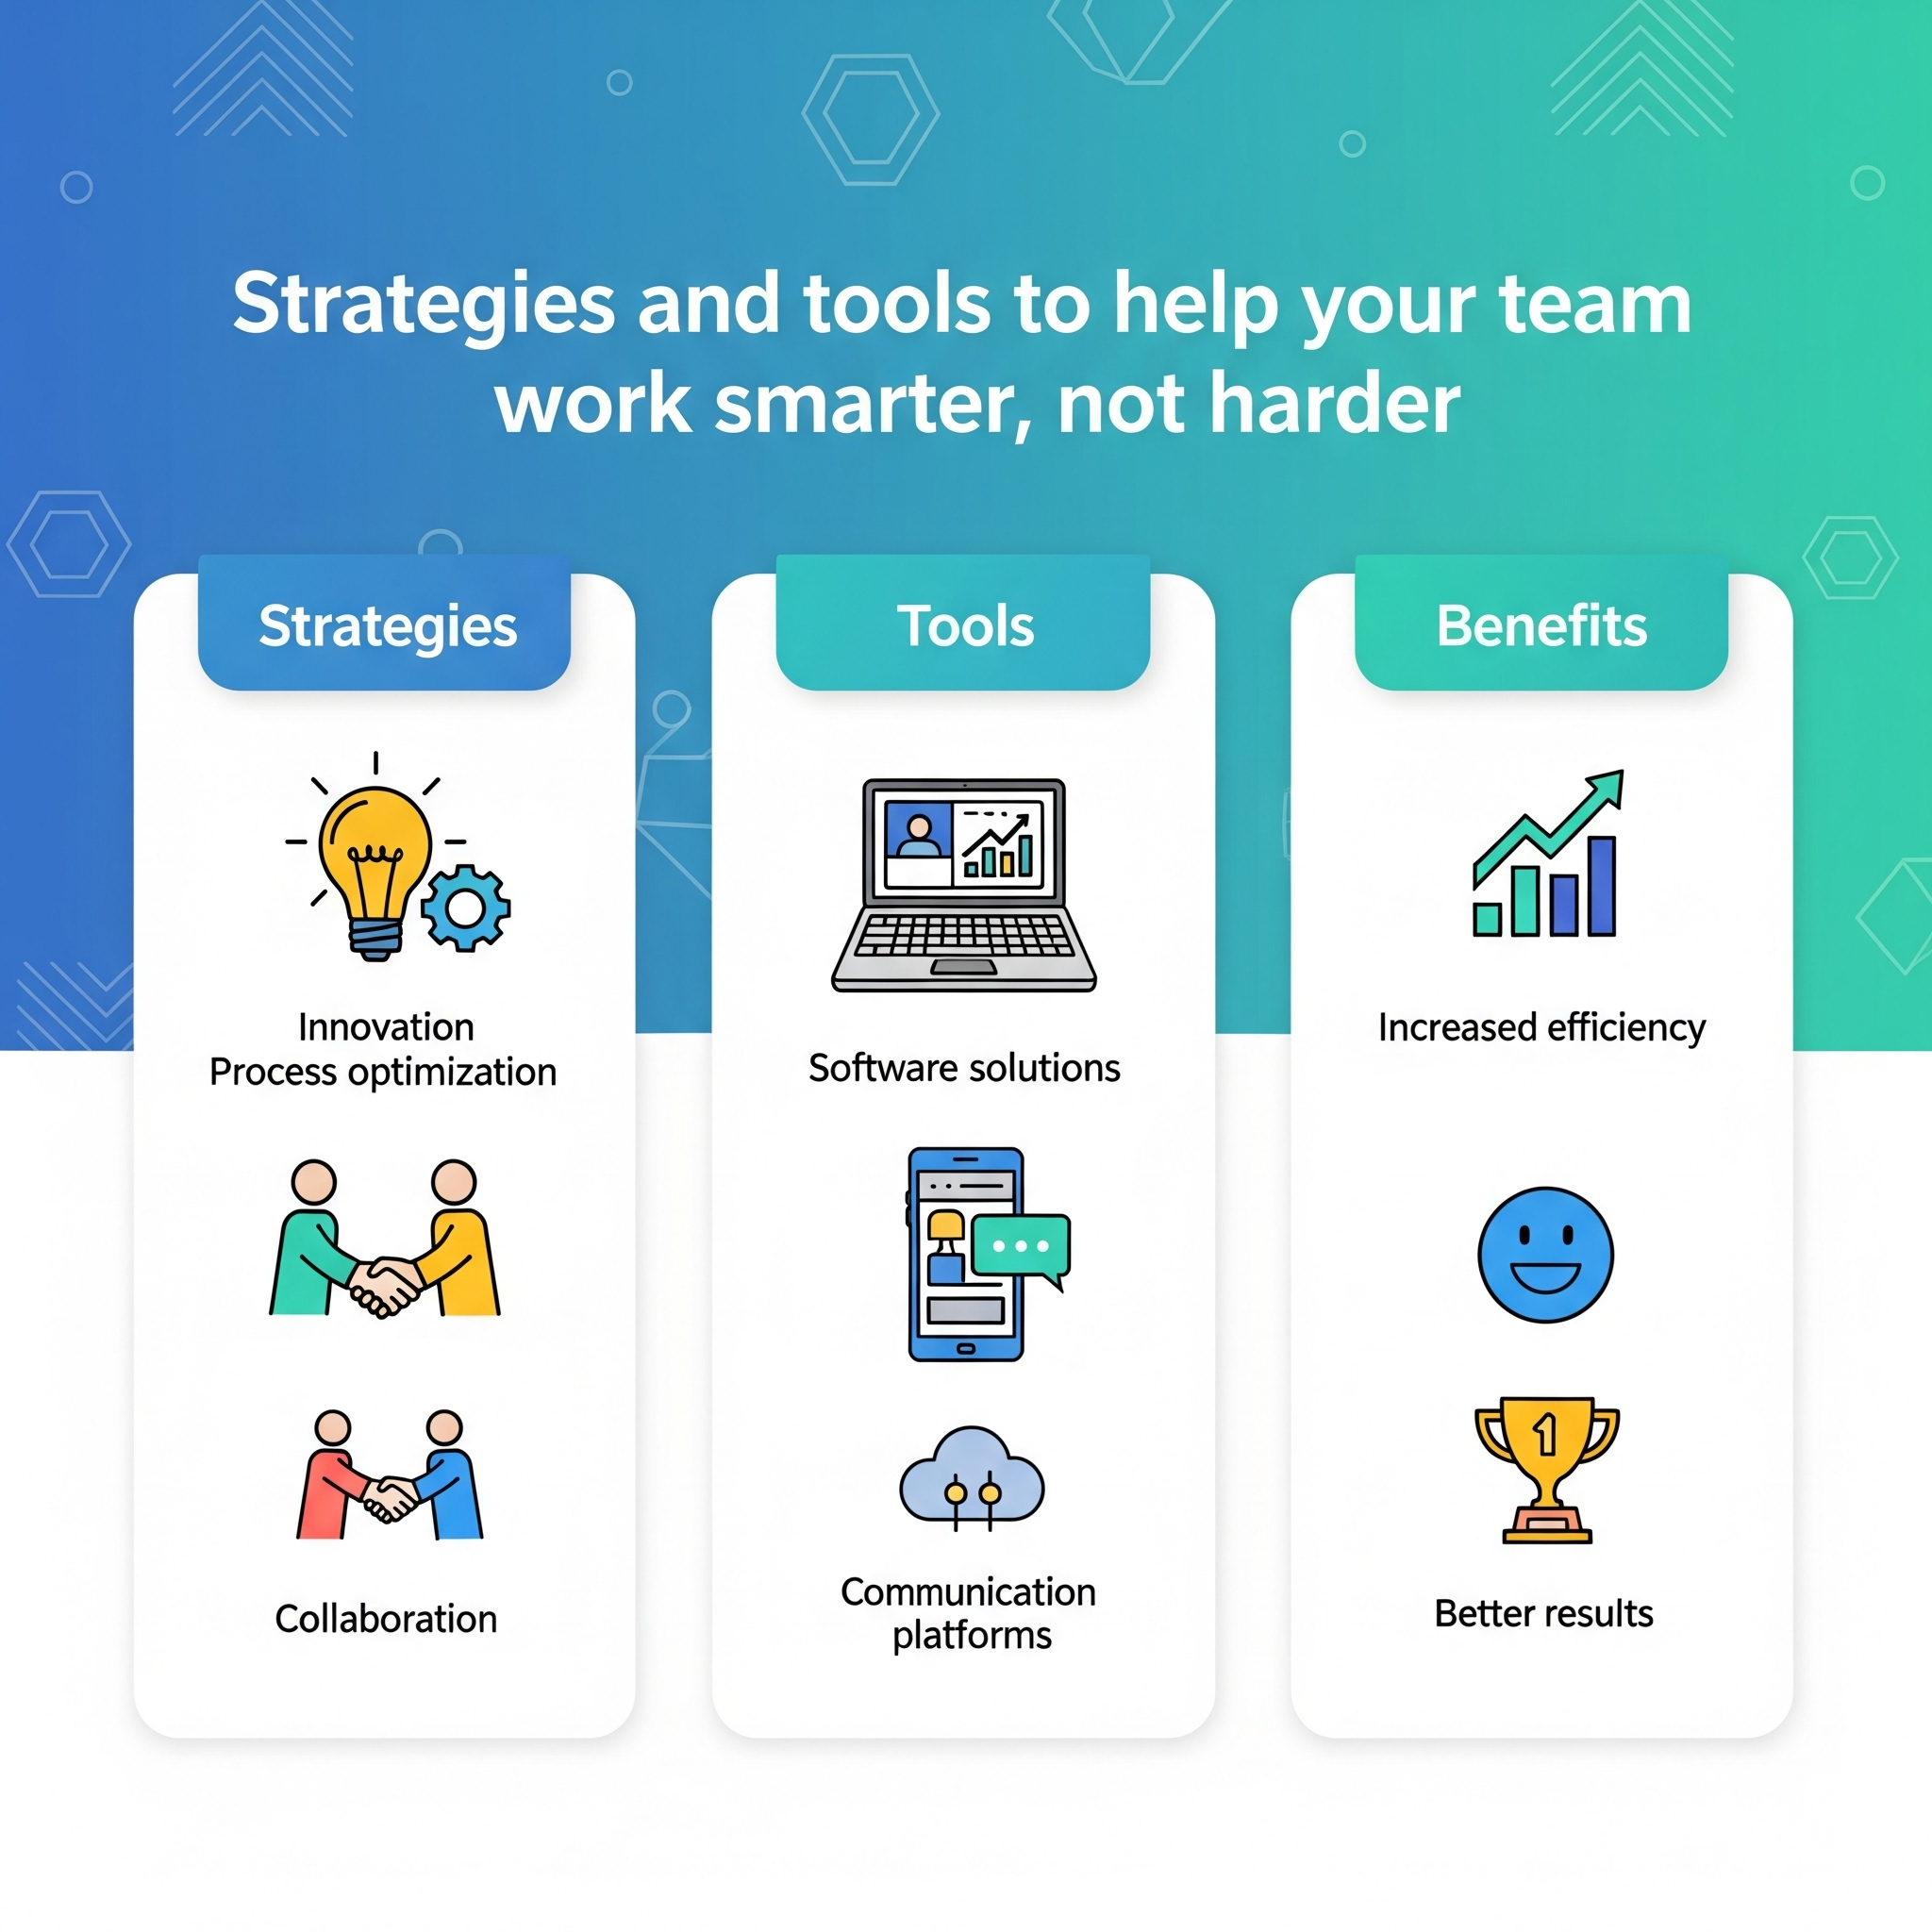 Strategies and tools to help your team
work smarter, not harder
Strategies
Innovation
Process optimization
Collaboration
Tools
Software solutions
Communication
platforms
Benefits
Increased efficiency
1
Better results